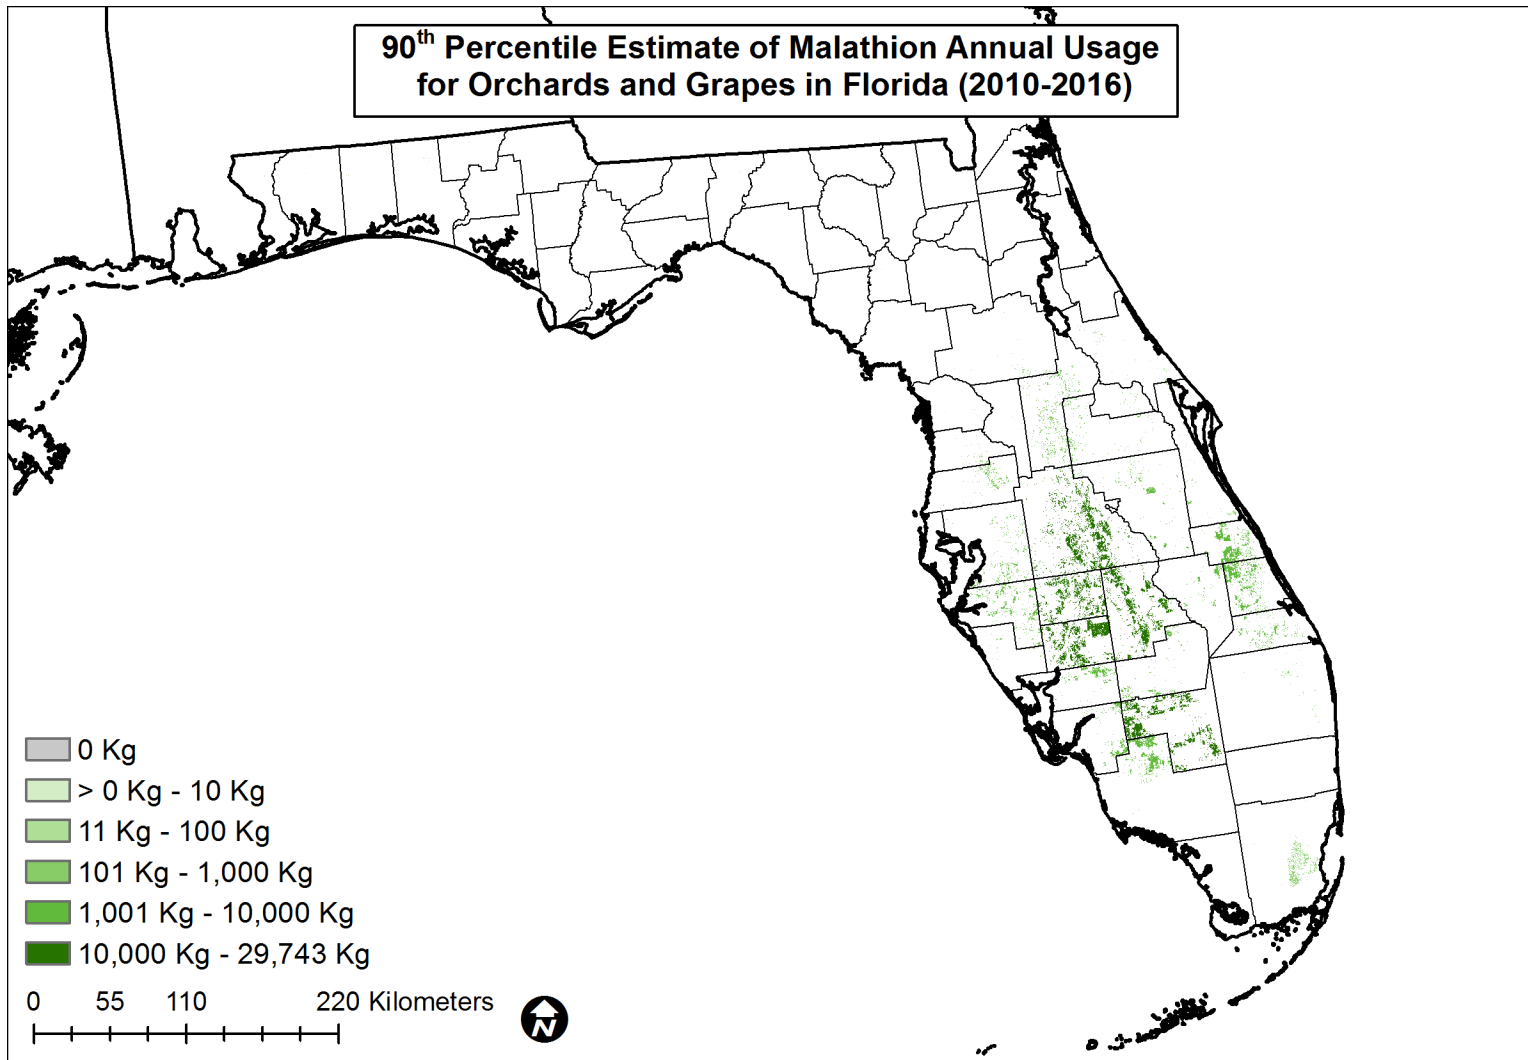 90th Percentile Estimate of Malathion Annual Usage
for Orchards and Grapes in Florida (2010-2016)
0 Kg
> 0 Kg - 10 Kg
11 Kg - 100 Kg
101 Kg - 1,000 Kg
1,001 Kg - 10,000 Kg
10,000 Kg - 29,743 Kg
0 55 110 220 Kilometers
N